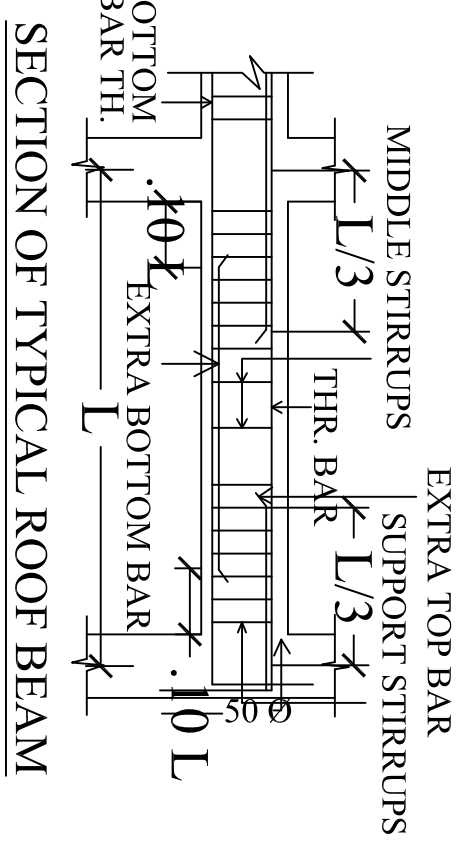 EXTRA TOP BAR
SUPPORT STIRRUPS
MIDDLE STIRRUPS
L/3
L/3
THR. BAR
50 Ø
OTTOM
BAR TH.
.10 L
.10 L
EXTRA BOTTOM BAR
L
SECTION OF TYPICAL ROOF BEAM